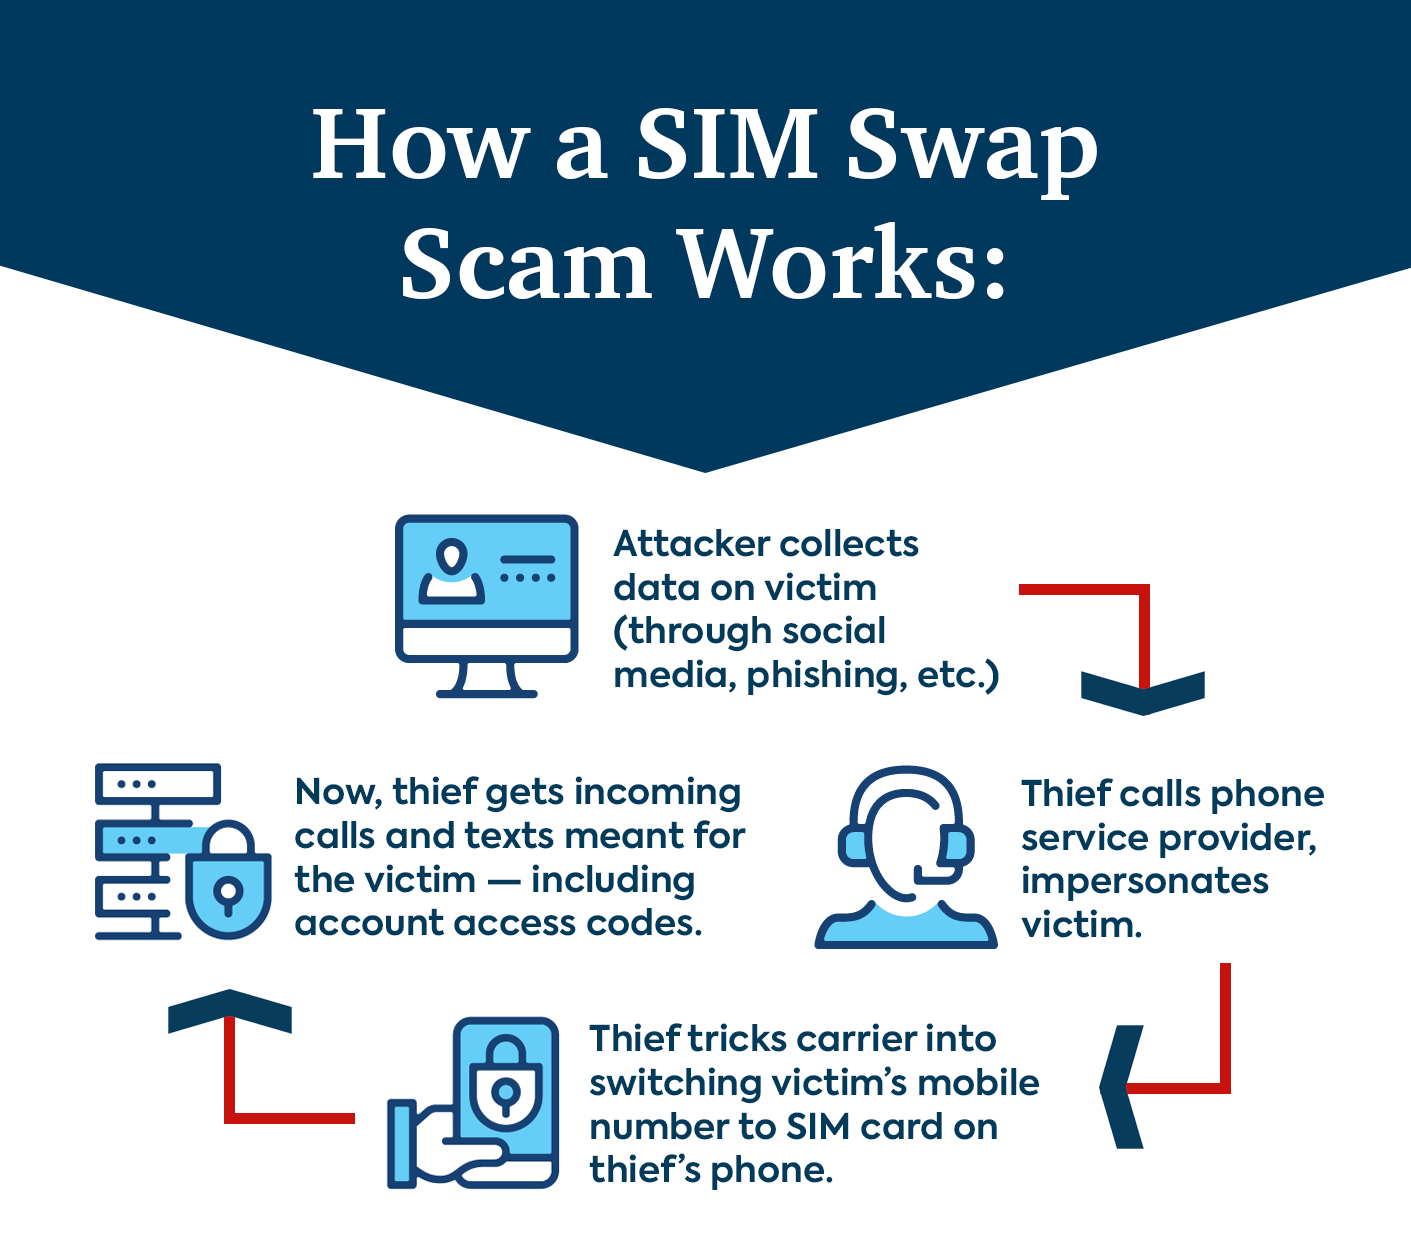 How a SIM Swap
Scam Works:
Attacker collects
data on victim
(through social
media, phishing, etc.)
Thief calls phone
service provider,
impersonates
victim.
Thief tricks carrier into
switching victim’s mobile
number to SIM card on
thief’s phone.
Now, thief gets incoming
calls and texts meant for
the victim — including
account access codes.